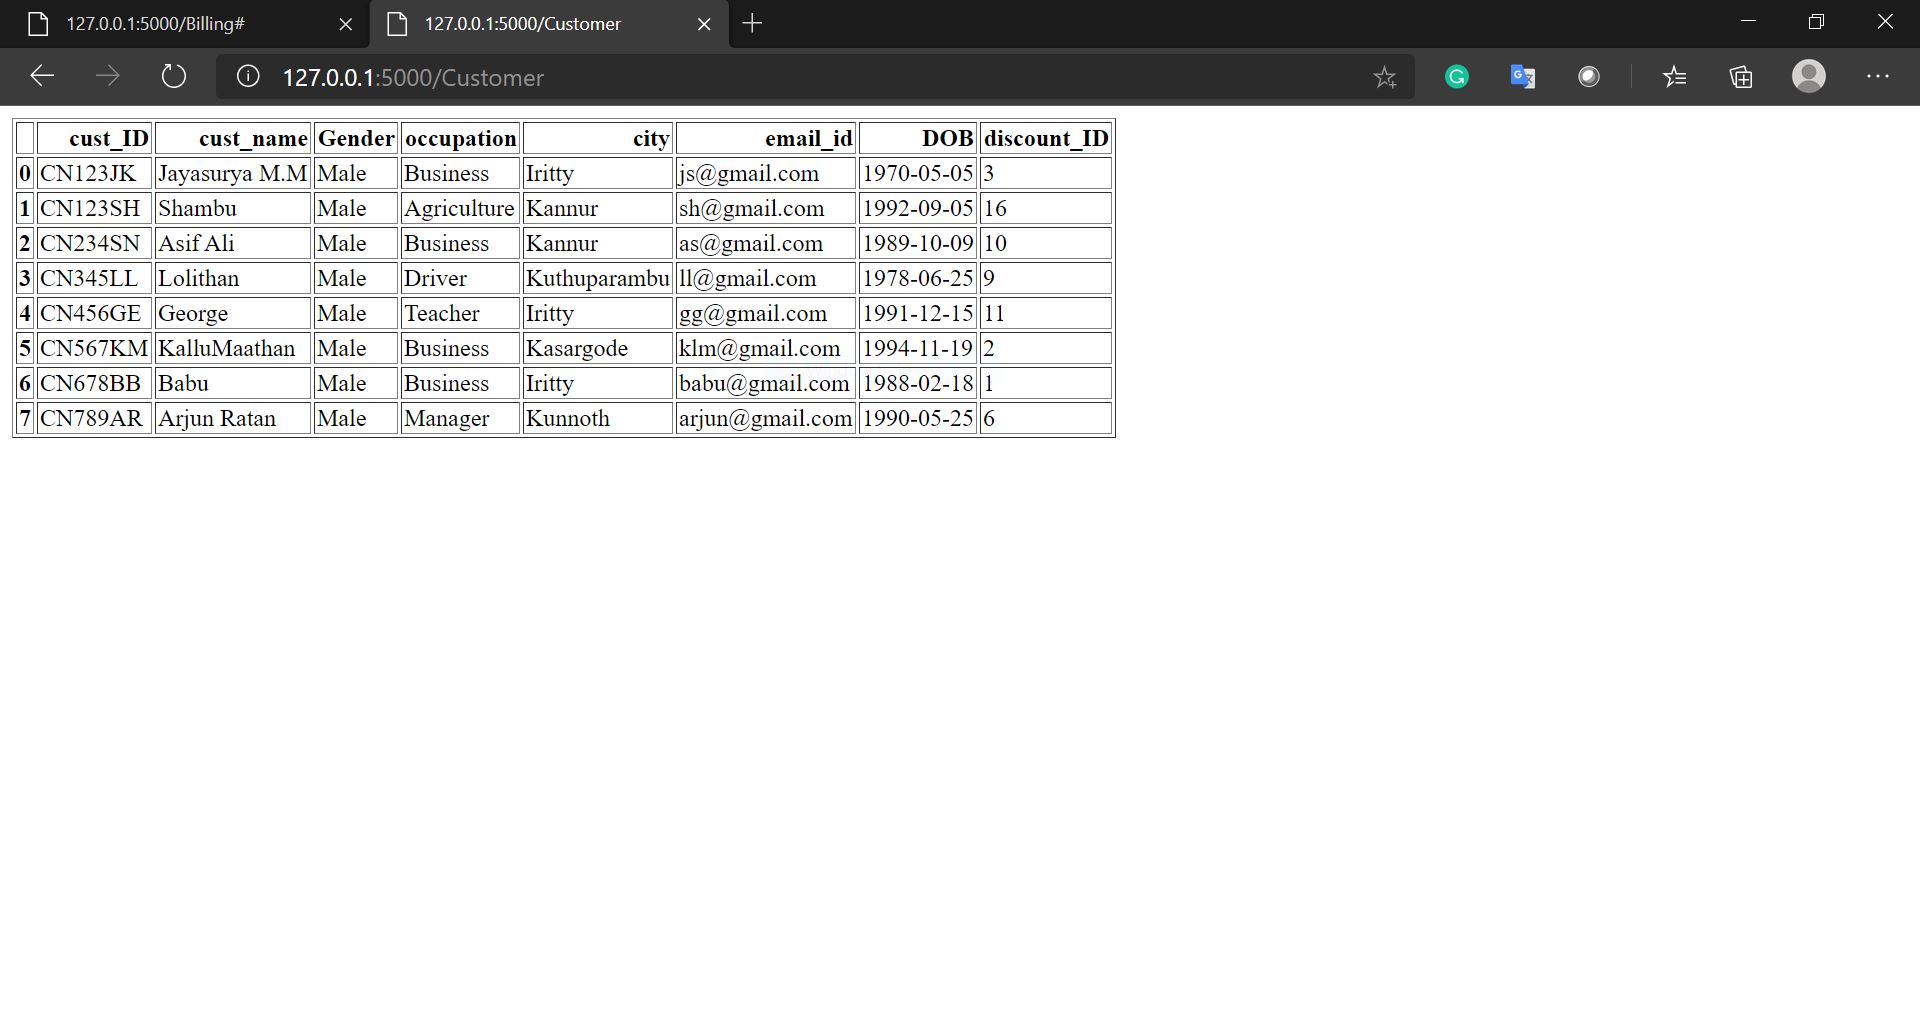 127.0.0.1:5000/Billing# 127.0.0.1:5000/Customer
127.0.0.1:5000/Customer
cust_ID cust_name Gender occupation city email_id DOB discount_ID
0 CN123JK Jayasurya M.M Male Business Iritty js@gmail.com 1970-05-05 3
1 CN123SH Shambu Male Agriculture Kannur sh@gmail.com 1992-09-05 16
2 CN234SN Asif Ali Male Business Kannur as@gmail.com 1989-10-09 10
3 CN345LL Lolithan Male Driver Kuthuparambu ll@gmail.com 1978-06-25 9
4 CN456GE George Male Teacher Iritty gg@gmail.com 1991-12-15 11
5 CN567KM KalluMaathan Male Business Kasargode klm@gmail.com 1994-11-19 2
6 CN678BB Babu Male Business Iritty babu@gmail.com 1988-02-18 1
7 CN789AR Arjun Ratan Male Manager Kunnoth arjun@gmail.com 1990-05-25 6